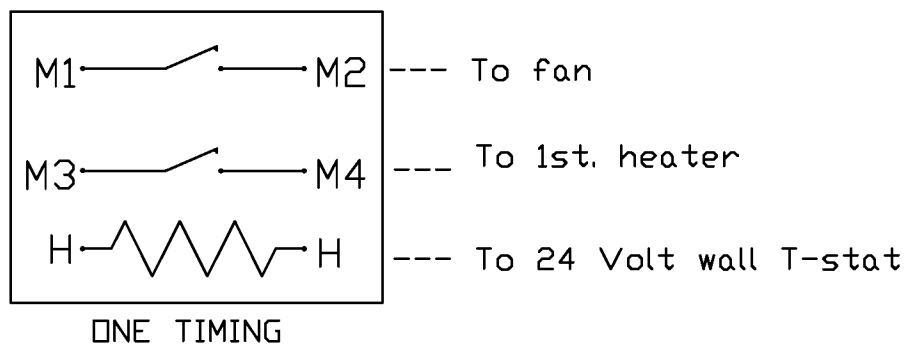 M1 M2 --- To fan
M3 M4 --- To 1st. heater
H H --- To 24 Volt wall T-stat
ONE TIMING